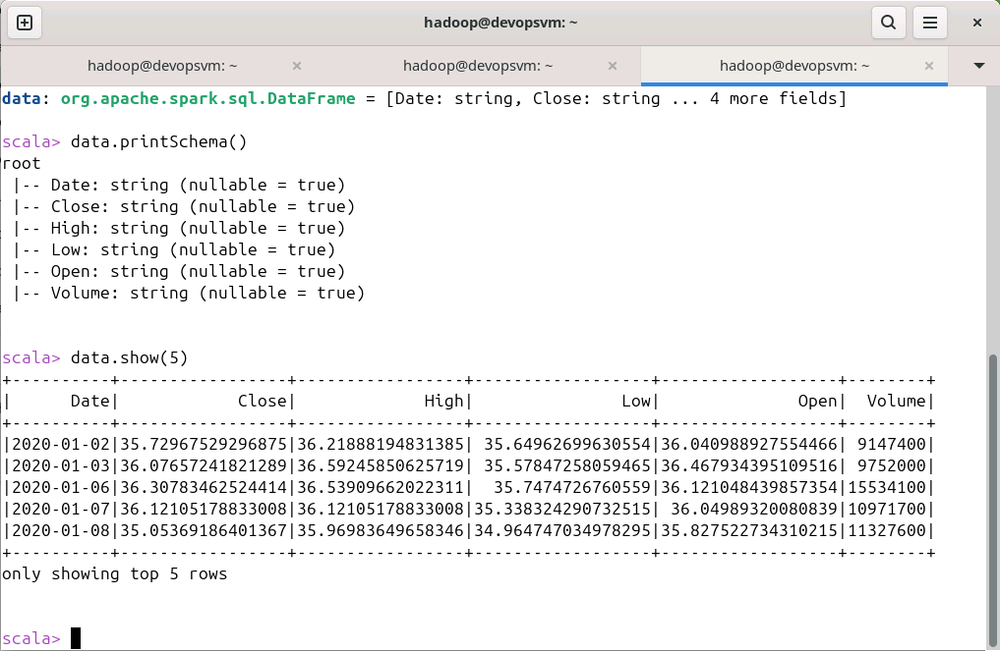 hadoop@devopsvm: ~
hadoop@devopsvm: ~
hadoop@devopsvm: ~
hadoop@devopsvm: ~
data: org.apache.spark.sql.DataFrame = [Date: string, Close: string ... 4 more fields]
scala> data.printSchema()
root
 |-- Date: string (nullable = true)
 |-- Close: string (nullable = true)
 |-- High: string (nullable = true)
 |-- Low: string (nullable = true)
 |-- Open: string (nullable = true)
 |-- Volume: string (nullable = true)
scala> data.show(5)
+----------+-----------------+-----------------+------------------+------------------+--------+
|      Date|            Close|             High|               Low|              Open|  Volume|
+----------+-----------------+-----------------+------------------+------------------+--------+
|2020-01-02|35.72967529296875|36.21888194831385| 35.64962699630554|36.040988927554466| 9147400|
|2020-01-03|36.07657241821289|36.59245850625719| 35.57847258059465|36.467934395109516| 9752000|
|2020-01-06|36.30783462524414|36.53909662022311|  35.7474726760559|36.121048439857354|15534100|
|2020-01-07|36.12105178833008|36.12105178833008|35.338324290732515| 36.04989320080839|10971700|
|2020-01-08|35.05369186401367|35.96983649658346|34.964747034978295|35.827522734310215|11327600|
+----------+-----------------+-----------------+------------------+------------------+--------+
only showing top 5 rows
scala>